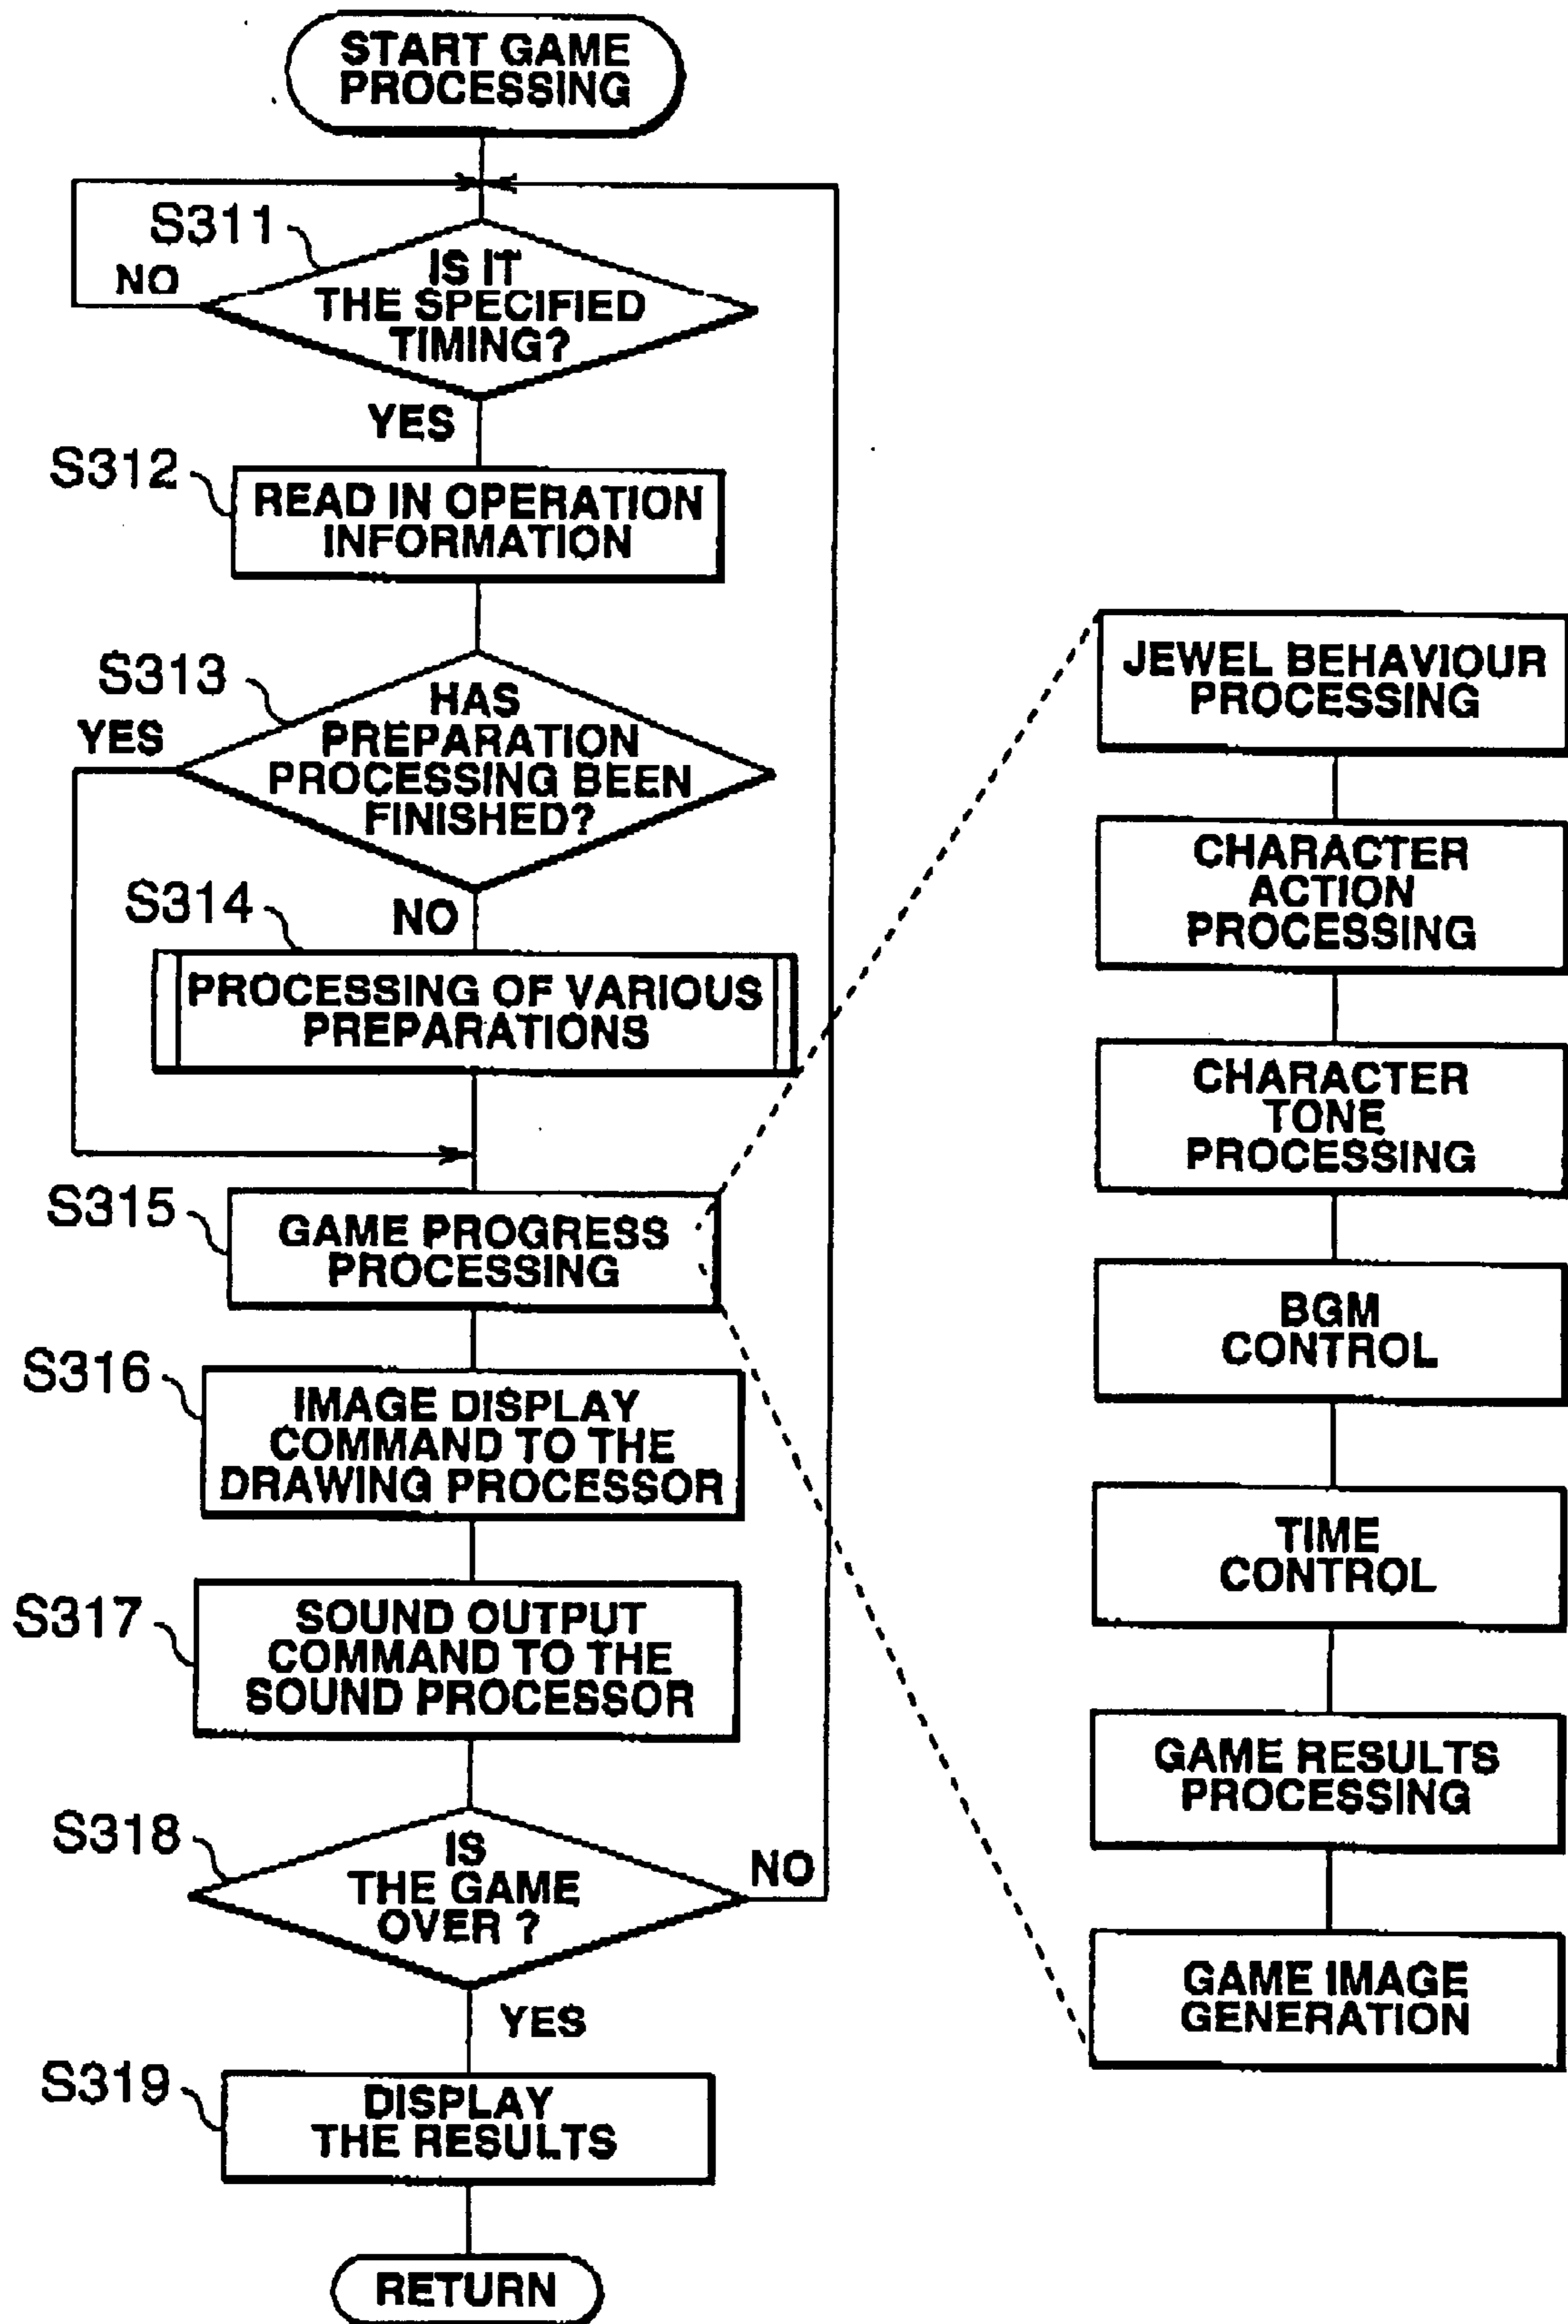 START GAME
PROCESSING
S311
NO
IS IT
THE SPECIFIED
TIMING?
YES
S312
READ IN OPERATION
INFORMATION
S313
YES
HAS
PREPARATION
PROCESSING BEEN
FINISHED?
S314
NO
PROCESSING OF VARIOUS
PREPARATIONS
S315
GAME PROGRESS
PROCESSING
S316
IMAGE DISPLAY
COMMAND TO THE
DRAWING PROCESSOR
S317
SOUND OUTPUT
COMMAND TO THE
SOUND PROCESSOR
S318
IS
THE GAME
OVER ?
NO
YES
S319
DISPLAY
THE RESULTS
RETURN
JEWEL BEHAVIOUR
PROCESSING
CHARACTER
ACTION
PROCESSING
CHARACTER
TONE
PROCESSING
BGM
CONTROL
TIME
CONTROL
GAME RESULTS
PROCESSING
GAME IMAGE
GENERATION